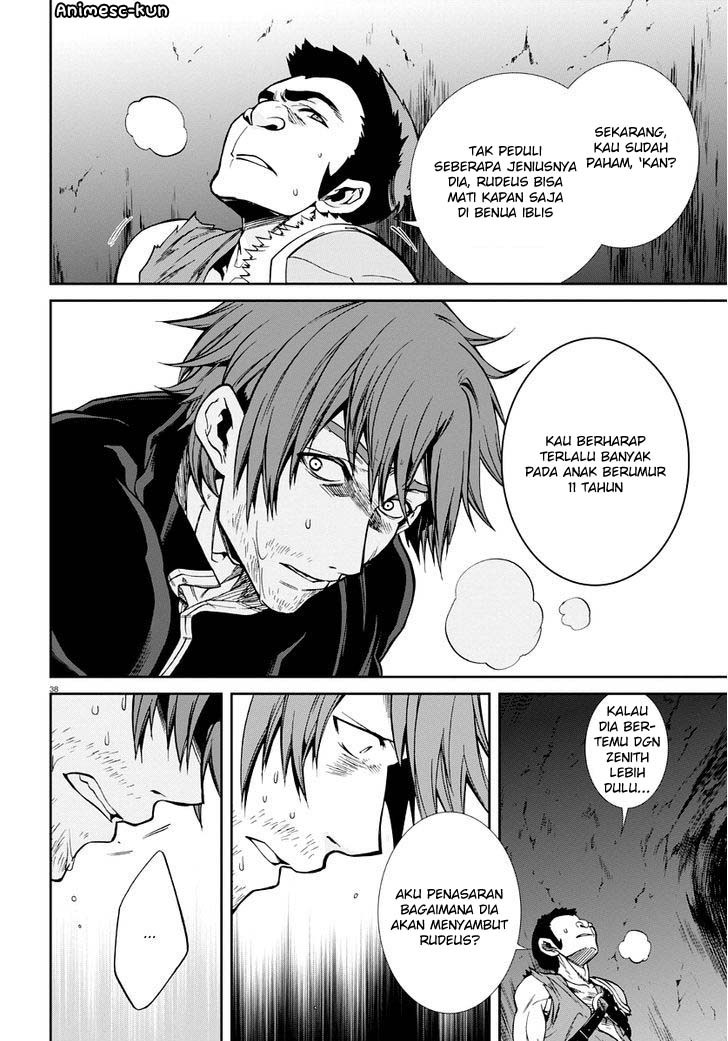 Animesc-kun
SEKARANG,
KAU SUDAH
PAHAM, 'KAN?
TAK PEDULI
SEBERAPA JENIUSNYA
DIA, RUDEUS BISA
MATI KAPAN SAJA
DI BENUA IBLIS
KAU BERHARAP
TERLALU BANYAK
PADA ANAK BERUMUR
11 TAHUN
38
KALAU
DIA BER-
TEMU DGN
ZENITH
LEBIH
DULU...
AKU PENASARAN
BAGAIMANA DIA
AKAN MENYAMBUT
RUDEUS?
...